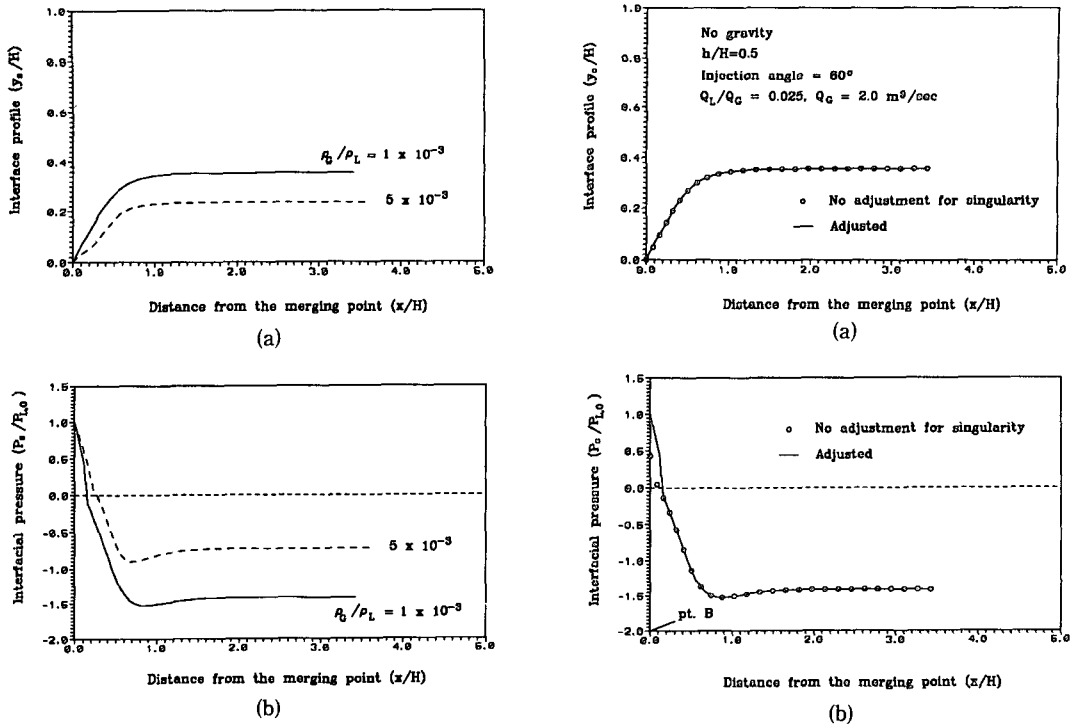 Interface profile (yₛ/H)
1.0
0.8
0.6
0.4
0.2
0.0
ρG/ρL = 1 x 10⁻³
5 x 10⁻³
0.0 1.0 2.0 3.0 4.0 5.0
Distance from the merging point (x/H)
(a)
Interfacial pressure (Pₛ/PL,0)
1.5
1.0
0.5
0.0
-0.5
-1.0
-1.5
-2.0
5 x 10⁻³
ρG/ρL = 1 x 10⁻³
0.0 1.0 2.0 3.0 4.0 5.0
Distance from the merging point (x/H)
(b)
Interface profile (yₛ/H)
1.0
0.8
0.6
0.4
0.2
0.0
No gravity
h/H=0.5
Injection angle = 60°
QL/QG = 0.025, QG = 2.0 m³/sec
No adjustment for singularity
Adjusted
0.0 1.0 2.0 3.0 4.0 5.0
Distance from the merging point (x/H)
(a)
Interfacial pressure (Pₛ/PL,0)
1.5
1.0
0.5
0.0
-0.5
-1.0
-1.5
-2.0
No adjustment for singularity
Adjusted
pt. B
0.0 1.0 2.0 3.0 4.0 5.0
Distance from the merging point (x/H)
(b)